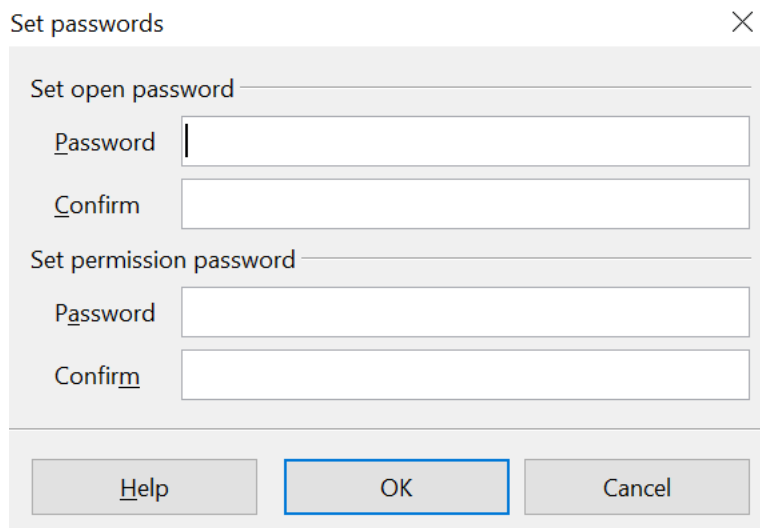 Set passwords
Set open password
Password
Confirm
Set permission password
Password
Confirm
Help OK Cancel